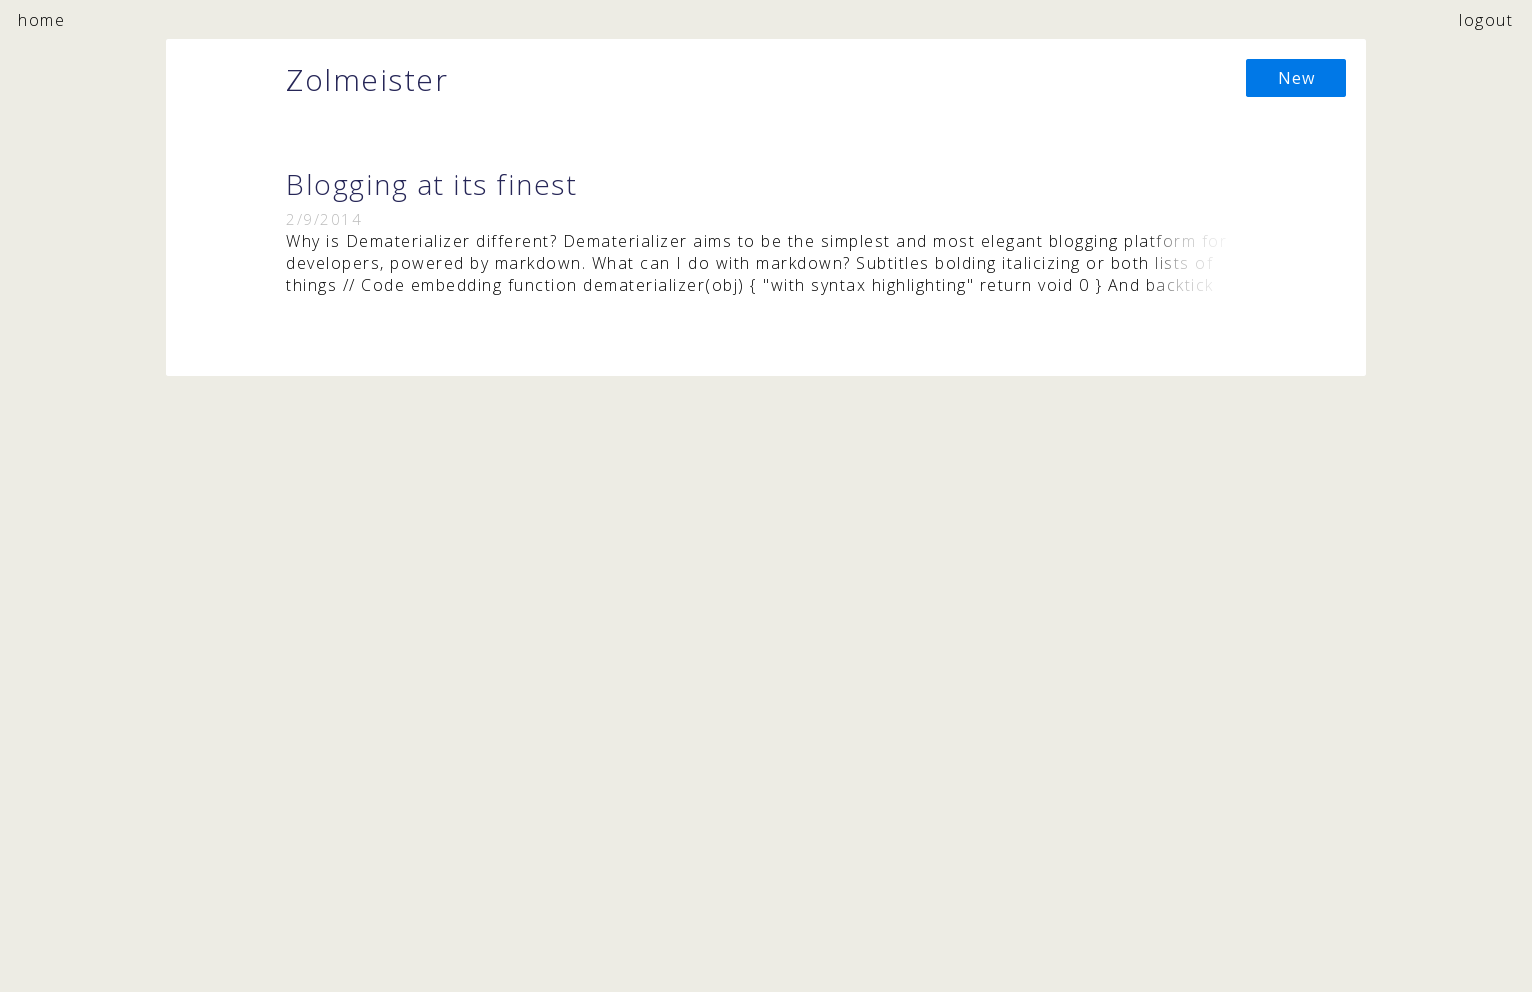 home
logout
Zolmeister
New
Blogging at its finest
2/9/2014
Why is Dematerializer different? Dematerializer aims to be the simplest and most elegant blogging platform for
developers, powered by markdown. What can I do with markdown? Subtitles bolding italicizing or both lists of
things // Code embedding function dematerializer(obj) { "with syntax highlighting" return void 0 } And backtick